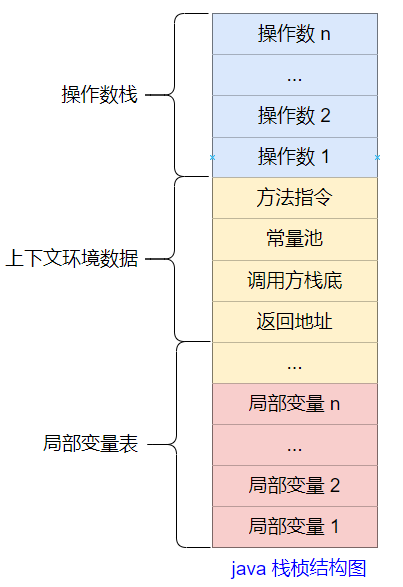 操作数 n
...
操作数 2
操作数 1
操作数栈
方法指令
常量池
调用方栈底
返回地址
上下文环境数据
...
局部变量 n
...
局部变量 2
局部变量 1
局部变量表
java 栈桢结构图